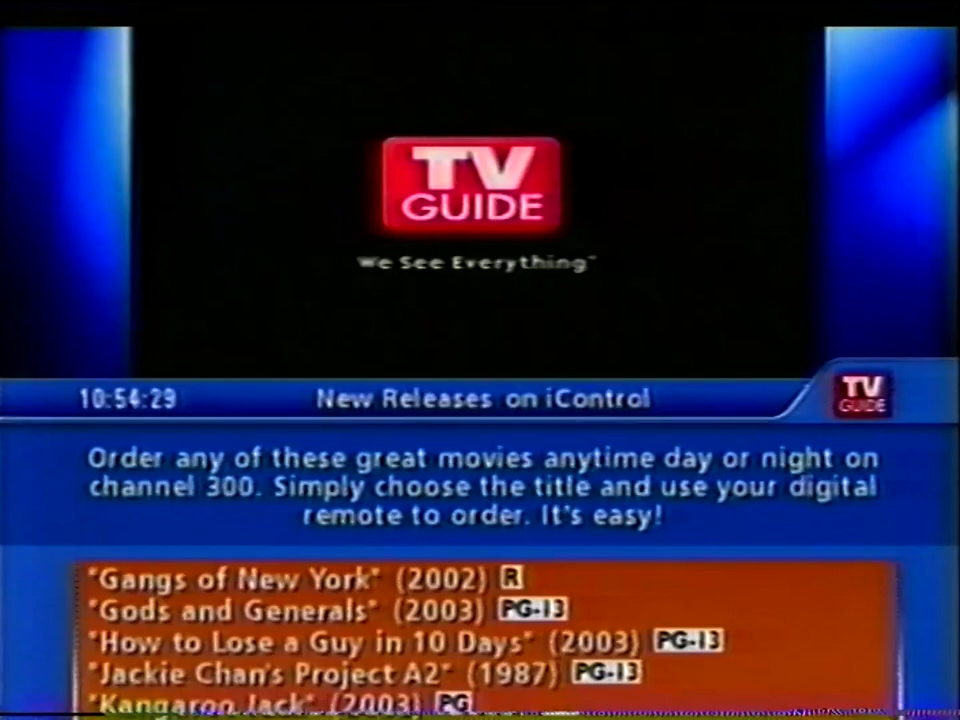 TV
GUIDE
We See Everything™
10:54:29
New Releases on iControl
TV
GUIDE
Order any of these great movies anytime day or night on
channel 300. Simply choose the title and use your digital
remote to order. It's easy!
"Gangs of New York" (2002) R
"Gods and Generals" (2003) PG-13
"How to Lose a Guy in 10 Days" (2003) PG-13
"Jackie Chan's Project A2" (1987) PG-13
"Kangaroo Jack" (2003) PG